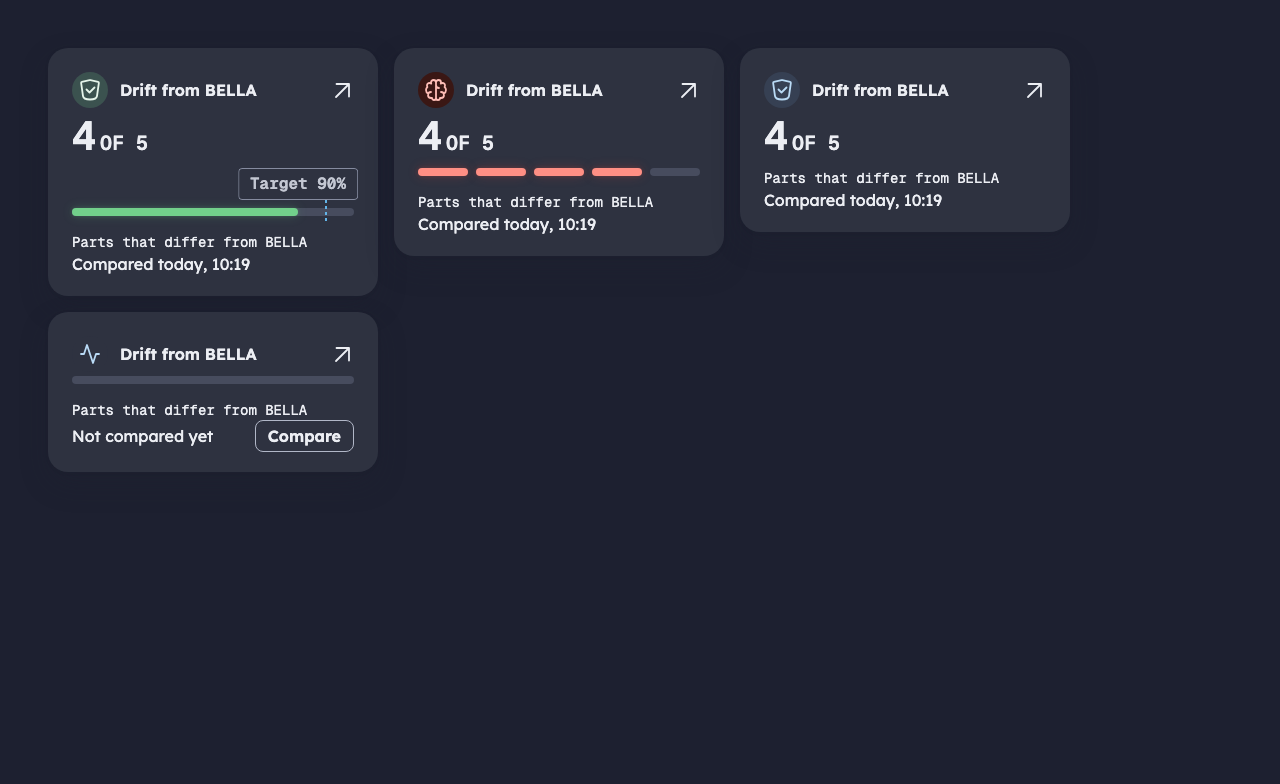 Drift from BELLA
4 OF 5
Target 90%
Parts that differ from BELLA
Compared today, 10:19
Drift from BELLA
4 OF 5
Parts that differ from BELLA
Compared today, 10:19
Drift from BELLA
4 OF 5
Parts that differ from BELLA
Compared today, 10:19
Drift from BELLA
Parts that differ from BELLA
Not compared yet
Compare